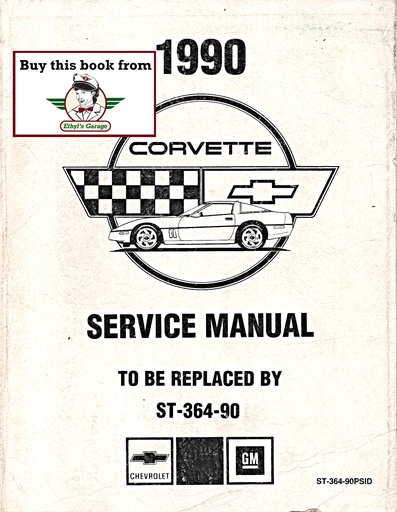 1990
Buy this book from
Ethyl's Garage
CORVETTE
SERVICE MANUAL
TO BE REPLACED BY
ST-364-90
CHEVROLET
GM
ST-364-90PSID